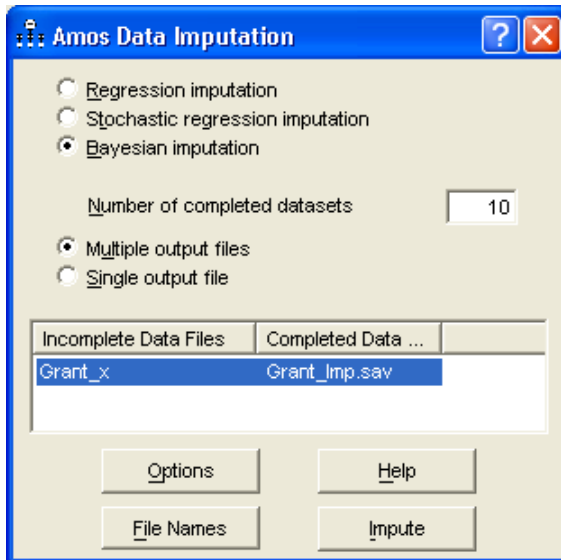 Amos Data Imputation
Regression imputation
Stochastic regression imputation
Bayesian imputation
Number of completed datasets 10
Multiple output files
Single output file
Incomplete Data Files Completed Data ...
Grant_x Grant_Imp.sav
Options Help
File Names Impute